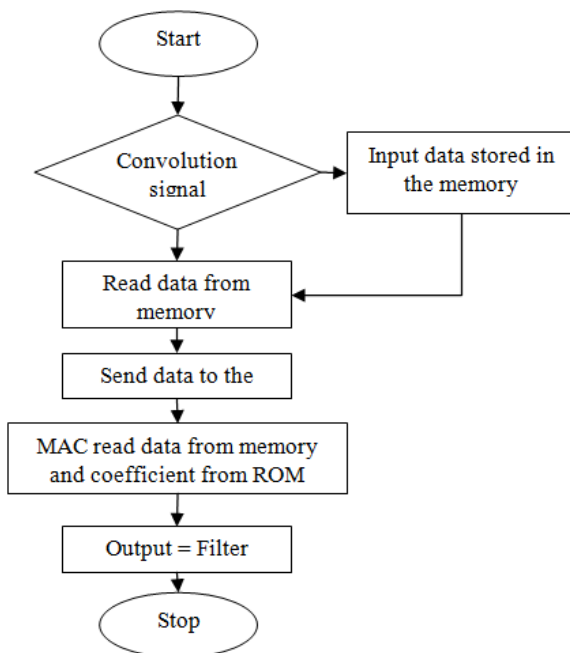 Start
Convolution
signal
Input data stored in
the memory
Read data from
memory
Send data to the
MAC read data from memory
and coefficient from ROM
Output = Filter
Stop